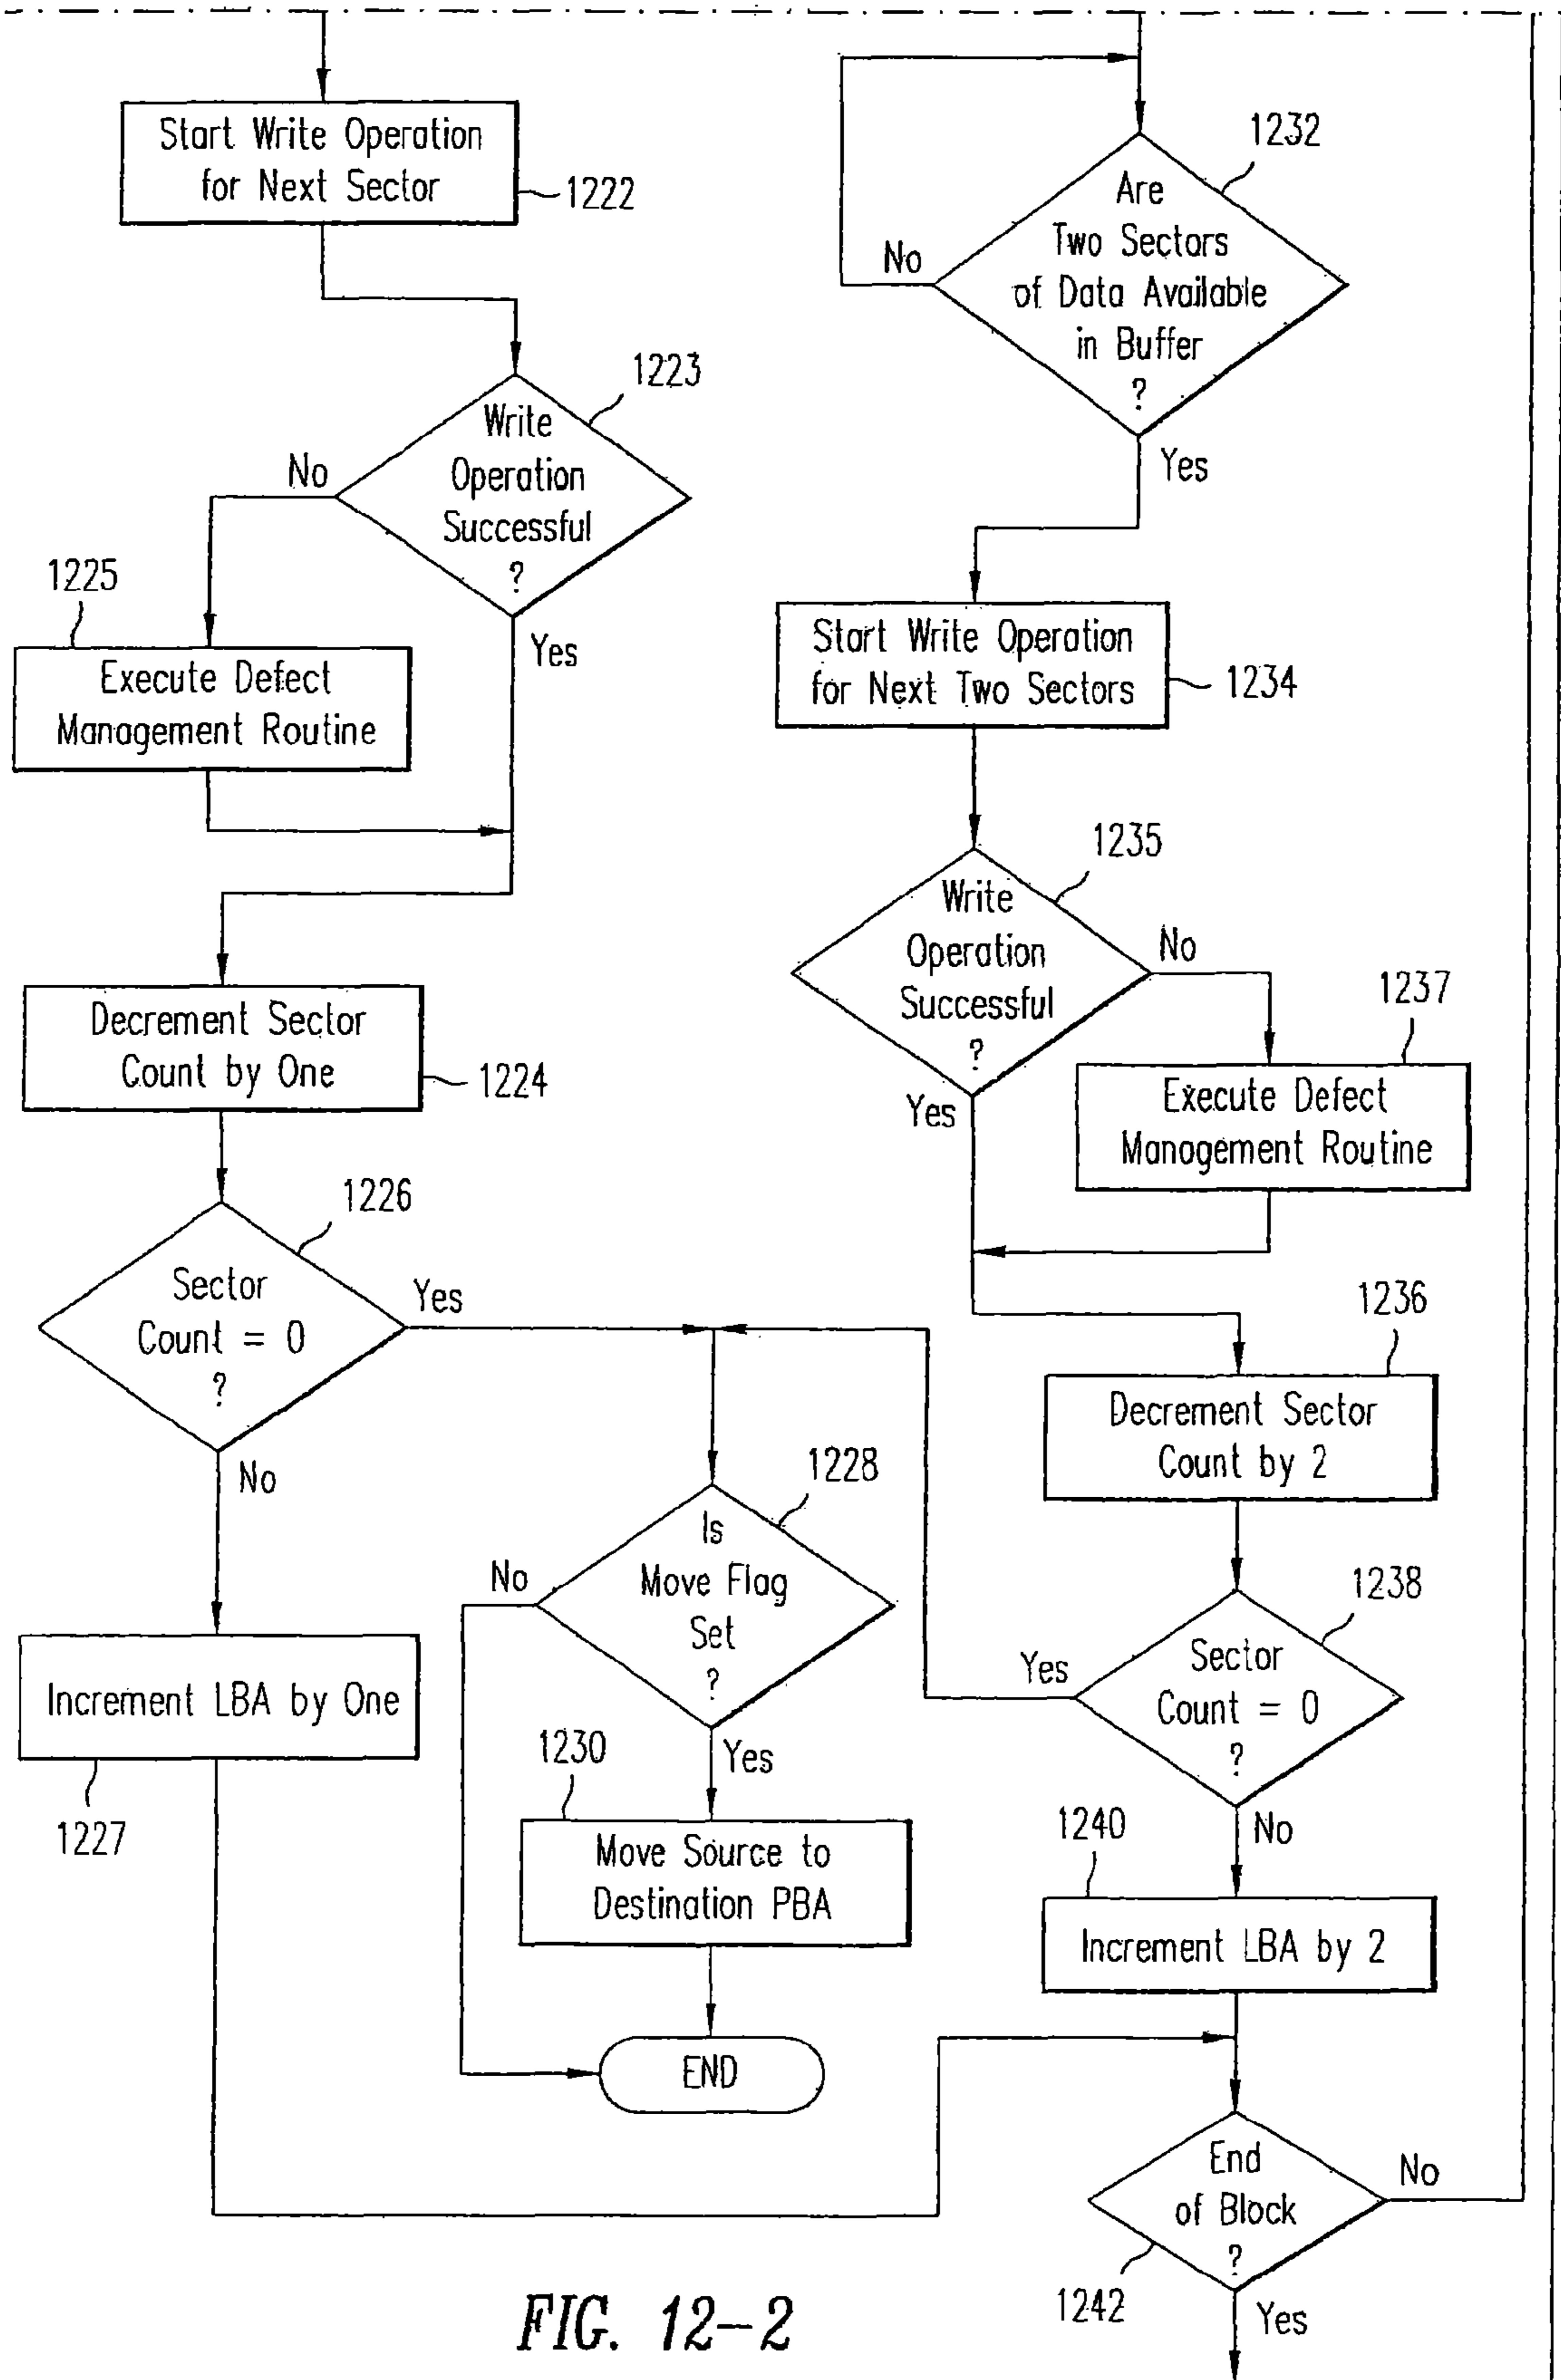 Start Write Operation
for Next Sector
1222
Write
Operation
Successful
?
1223
No
Yes
1225
Execute Defect
Management Routine
Decrement Sector
Count by One
1224
1226
Sector
Count = 0
?
Yes
No
Increment LBA by One
1227
1228
Is
Move Flag
Set
?
No
Yes
1230
Move Source to
Destination PBA
END
1232
Are
Two Sectors
of Data Available
in Buffer
?
No
Yes
Start Write Operation
for Next Two Sectors
1234
1235
Write
Operation
Successful
?
No
Yes
1237
Execute Defect
Management Routine
1236
Decrement Sector
Count by 2
1238
Sector
Count = 0
?
Yes
No
1240
Increment LBA by 2
End
of Block
?
No
1242
Yes
FIG. 12-2